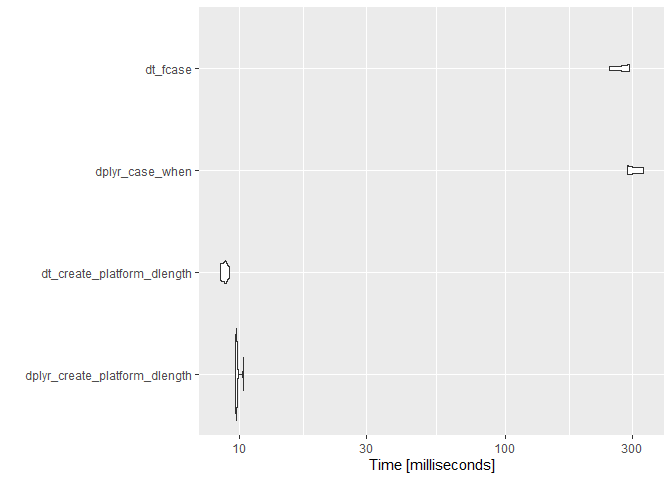 dt_fcase
dplyr_case_when
dt_create_platform_dlength
dplyr_create_platform_dlength
10 30 100 300
Time [milliseconds]